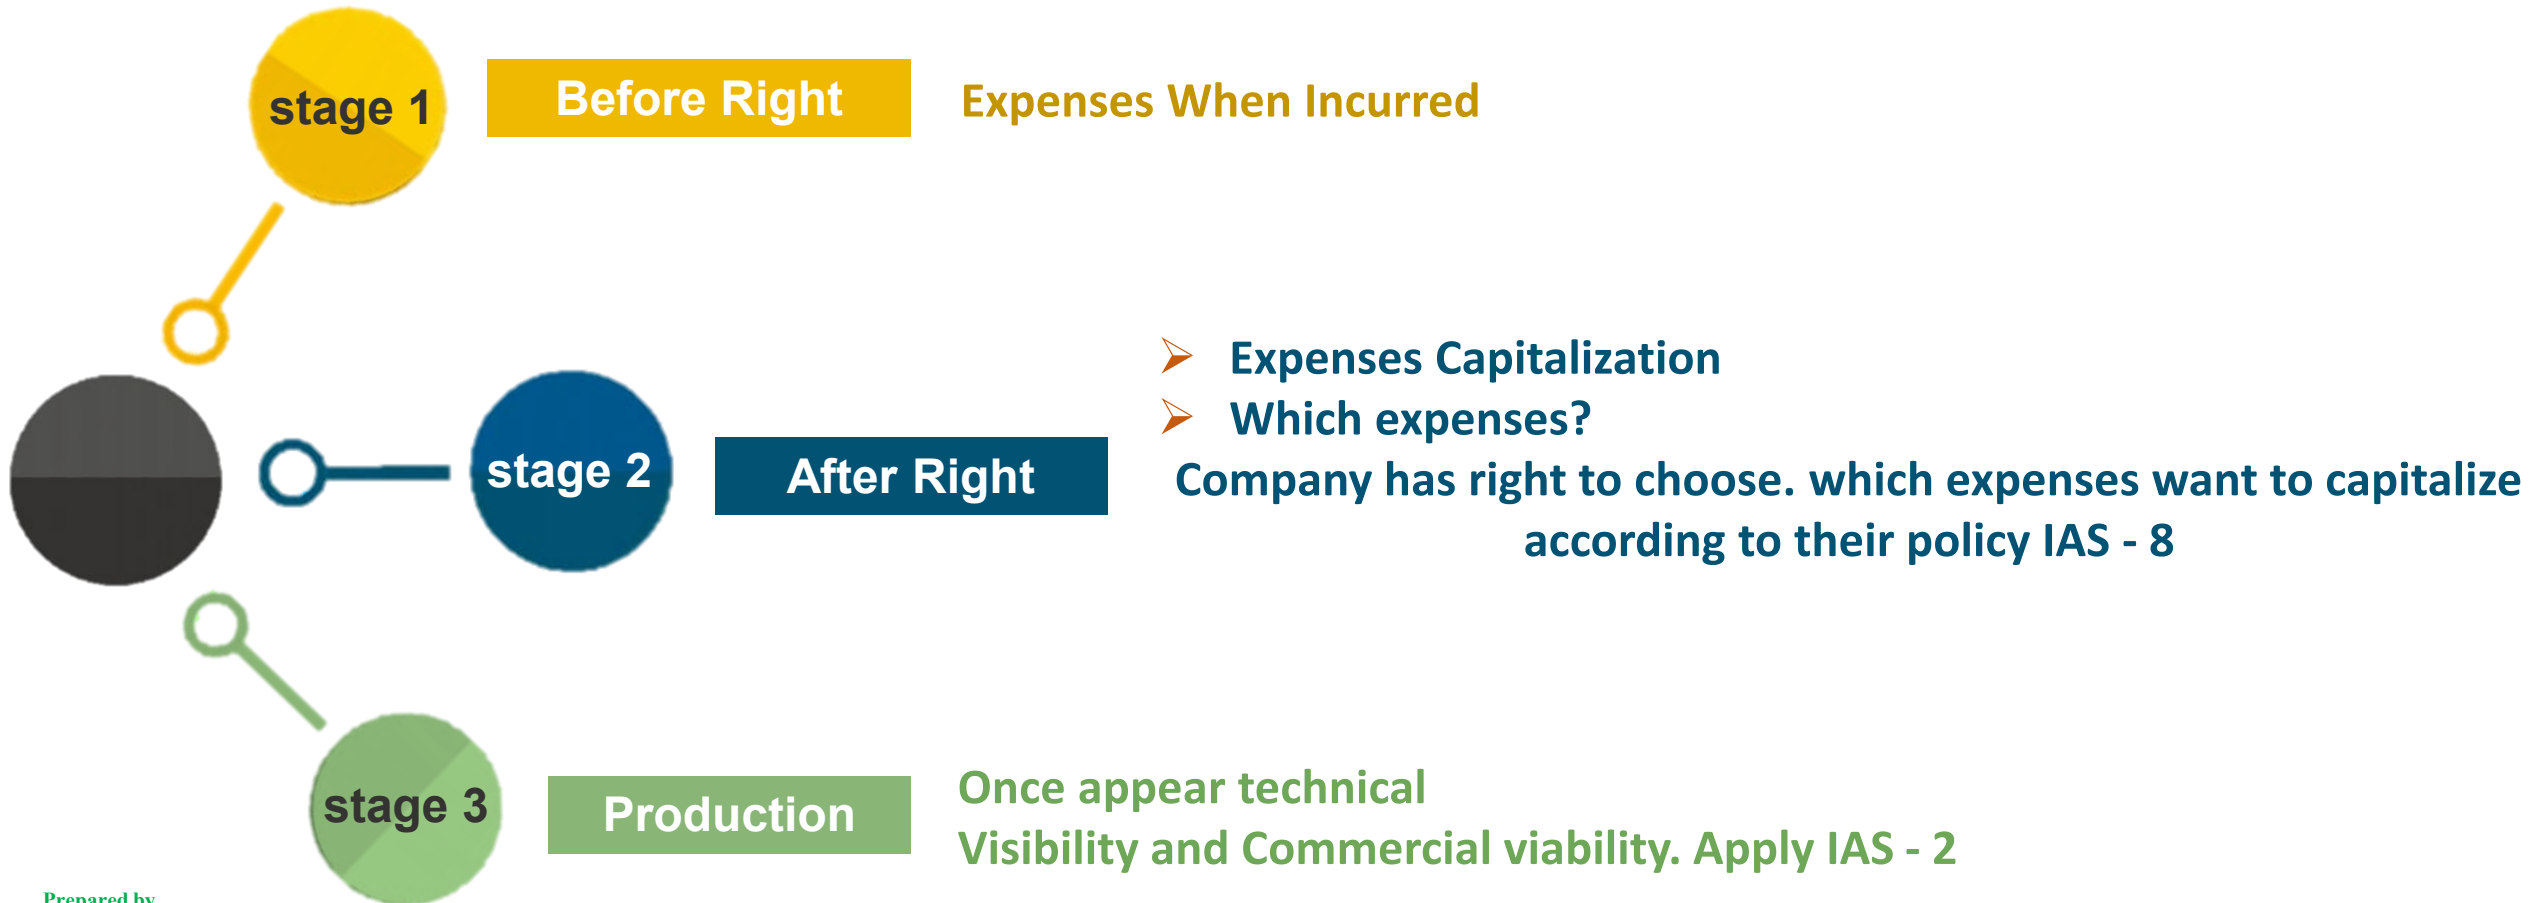 stage 1
Before Right
Expenses When Incurred
stage 2
After Right
Expenses Capitalization
Which expenses?
Company has right to choose. which expenses want to capitalize
according to their policy IAS - 8
stage 3
Production
Once appear technical
Visibility and Commercial viability. Apply IAS - 2
Prepared by